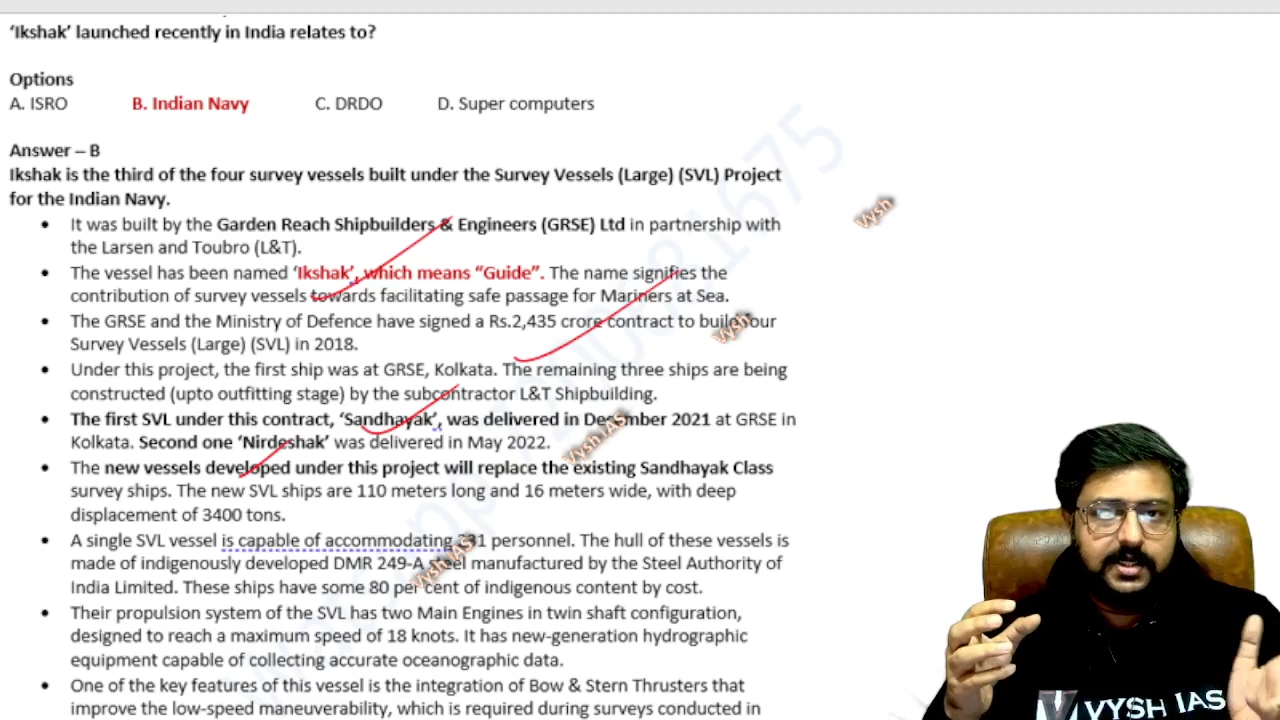 'Ikshak' launched recently in India relates to?
Options
A. ISRO B. Indian Navy C. DRDO D. Super computers
Answer – B
Ikshak is the third of the four survey vessels built under the Survey Vessels (Large) (SVL) Project
for the Indian Navy.
• It was built by the Garden Reach Shipbuilders & Engineers (GRSE) Ltd in partnership with
the Larsen and Toubro (L&T).
• The vessel has been named 'Ikshak', which means "Guide". The name signifies the
contribution of survey vessels towards facilitating safe passage for Mariners at Sea.
• The GRSE and the Ministry of Defence have signed a Rs.2,435 crore contract to build four
Survey Vessels (Large) (SVL) in 2018.
• Under this project, the first ship was at GRSE, Kolkata. The remaining three ships are being
constructed (upto outfitting stage) by the subcontractor L&T Shipbuilding.
• The first SVL under this contract, 'Sandhayak', was delivered in December 2021 at GRSE in
Kolkata. Second one 'Nirdeshak' was delivered in May 2022.
• The new vessels developed under this project will replace the existing Sandhayak Class
survey ships. The new SVL ships are 110 meters long and 16 meters wide, with deep
displacement of 3400 tons.
• A single SVL vessel is capable of accommodating personnel. The hull of these vessels is
made of indigenously developed DMR 249-A steel manufactured by the Steel Authority of
India Limited. These ships have some 80 per cent of indigenous content by cost.
• Their propulsion system of the SVL has two Main Engines in twin shaft configuration,
designed to reach a maximum speed of 18 knots. It has new-generation hydrographic
equipment capable of collecting accurate oceanographic data.
• One of the key features of this vessel is the integration of Bow & Stern Thrusters that
improve the low-speed maneuverability, which is required during surveys conducted in
Vysh
Vysh
Vysh IAS
Vysh IAS
VYSH IAS